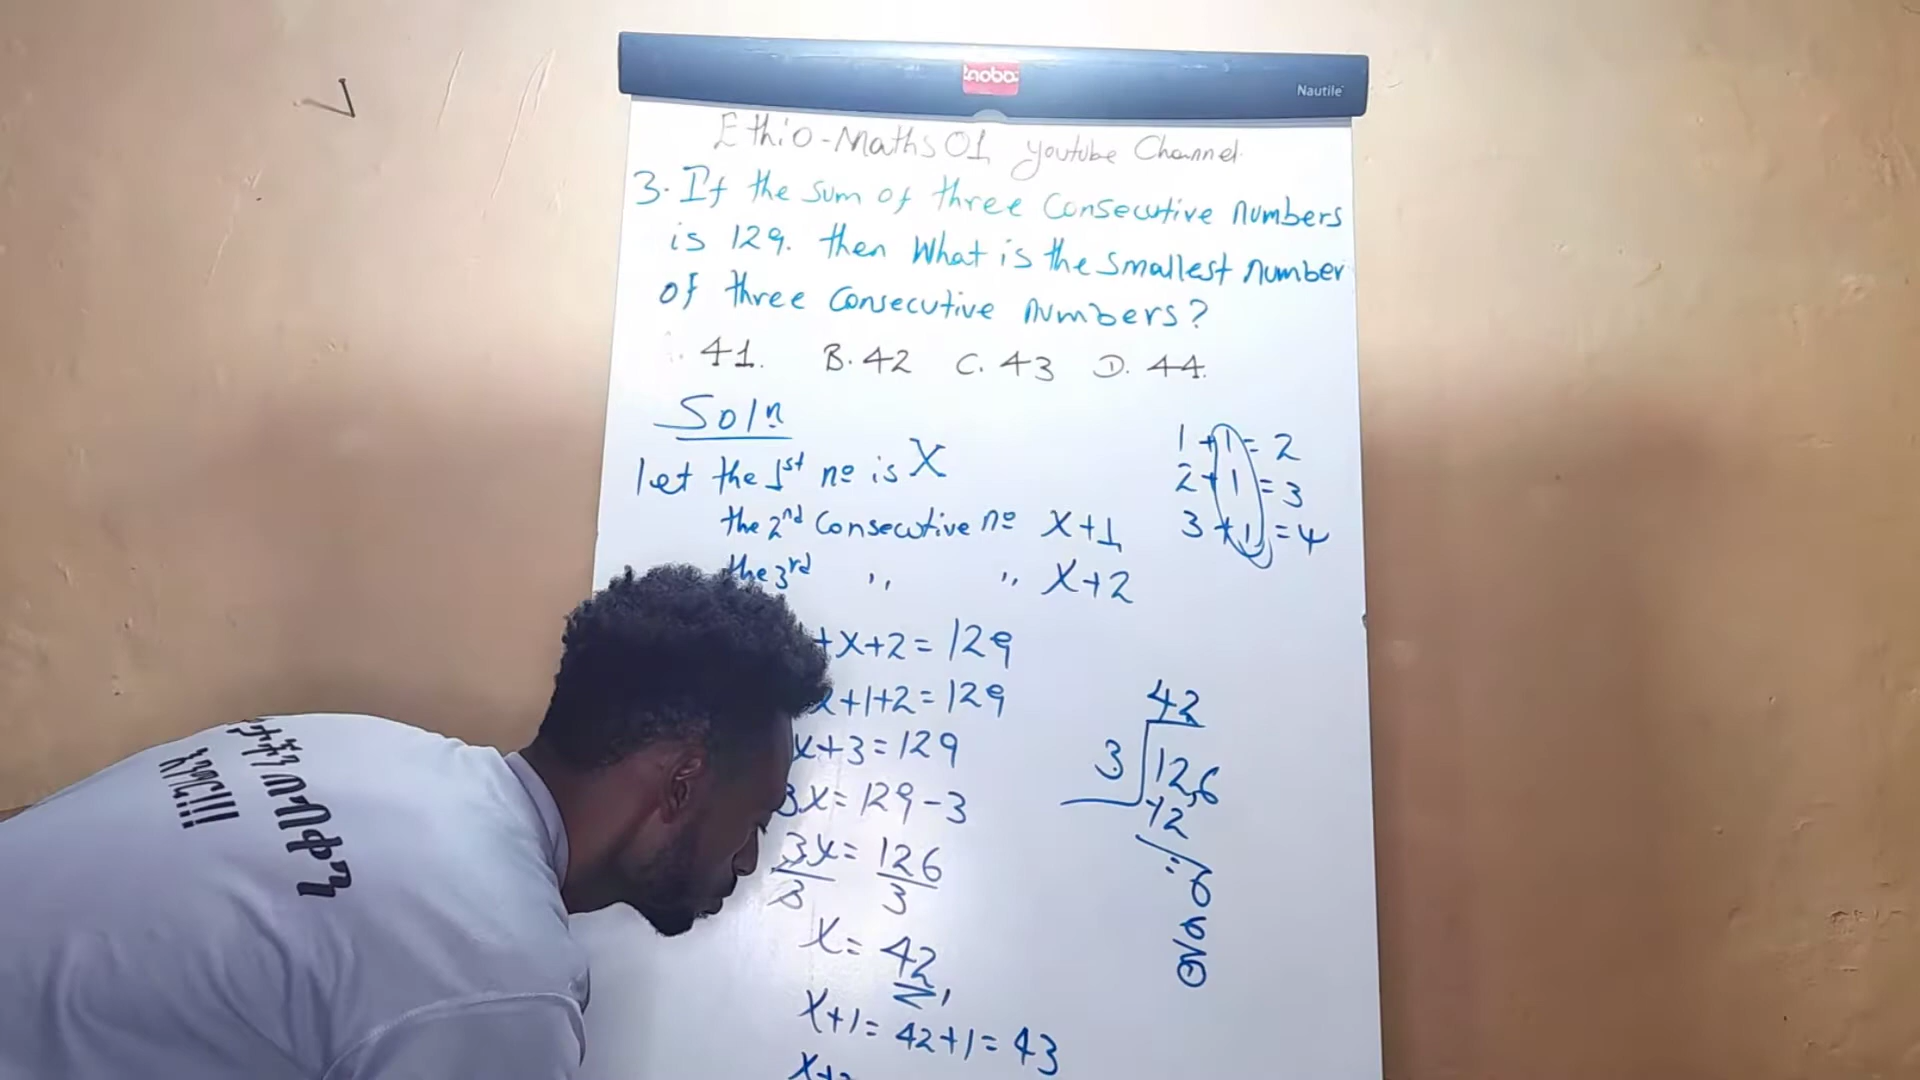 nobo
Nautile
Ethio-Maths01 youtube Channel
3. If the sum of three Consecutive numbers
is 129. then What is the smallest number
of three Consecutive numbers?
41. B. 42 C. 43 D. 44.
Soln
let the 1st no is X
the 2nd Consecutive no X+1
the 3rd ,, ,, X+2
1+1=2
2+1=3
3+1=4
+X+2=129
+1+2=129
x+3=129
3x=129-3
3x=126
3 3
X=42,
X+1=42+1=43
42
3 126
-12
6
6
0
ጠብቀን
እንማር!!!